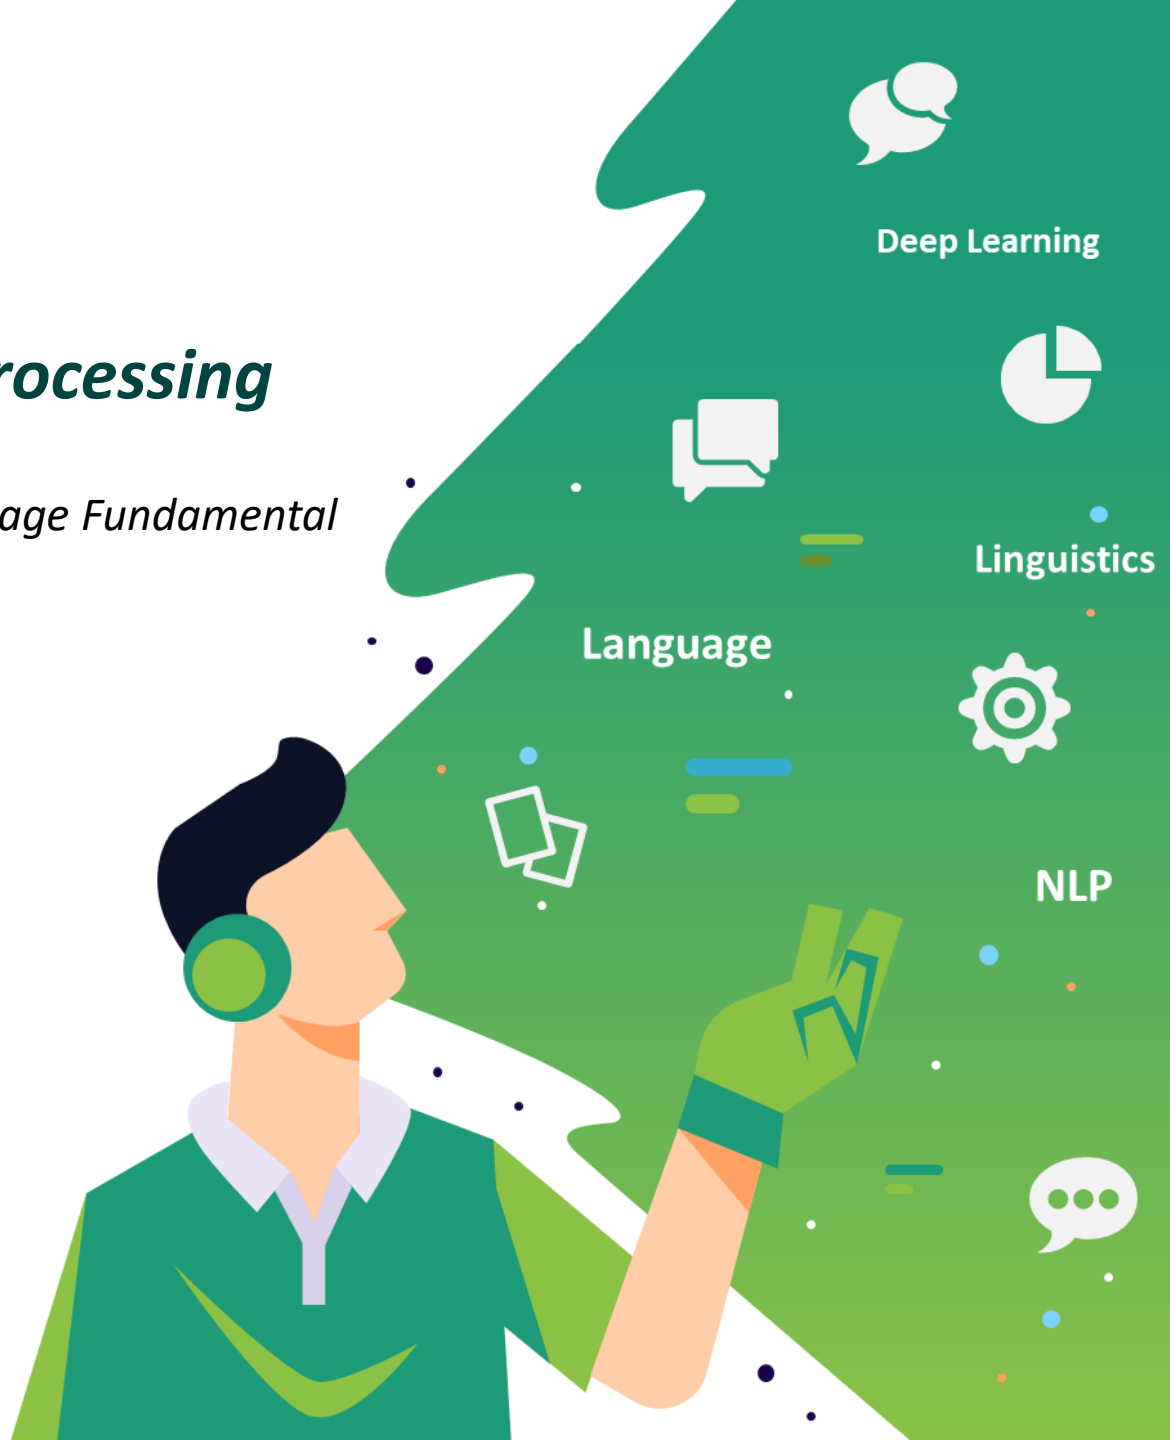 Deep Learning
rocessing
age Fundamental
Linguistics
Language
NLP